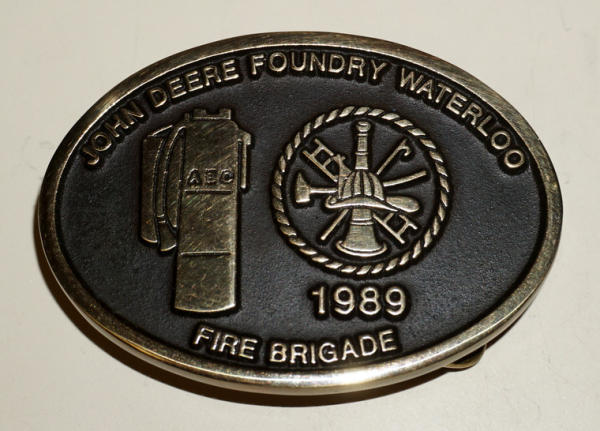 JOHN DEERE FOUNDRY WATERLOO
ABC
1989
FIRE BRIGADE